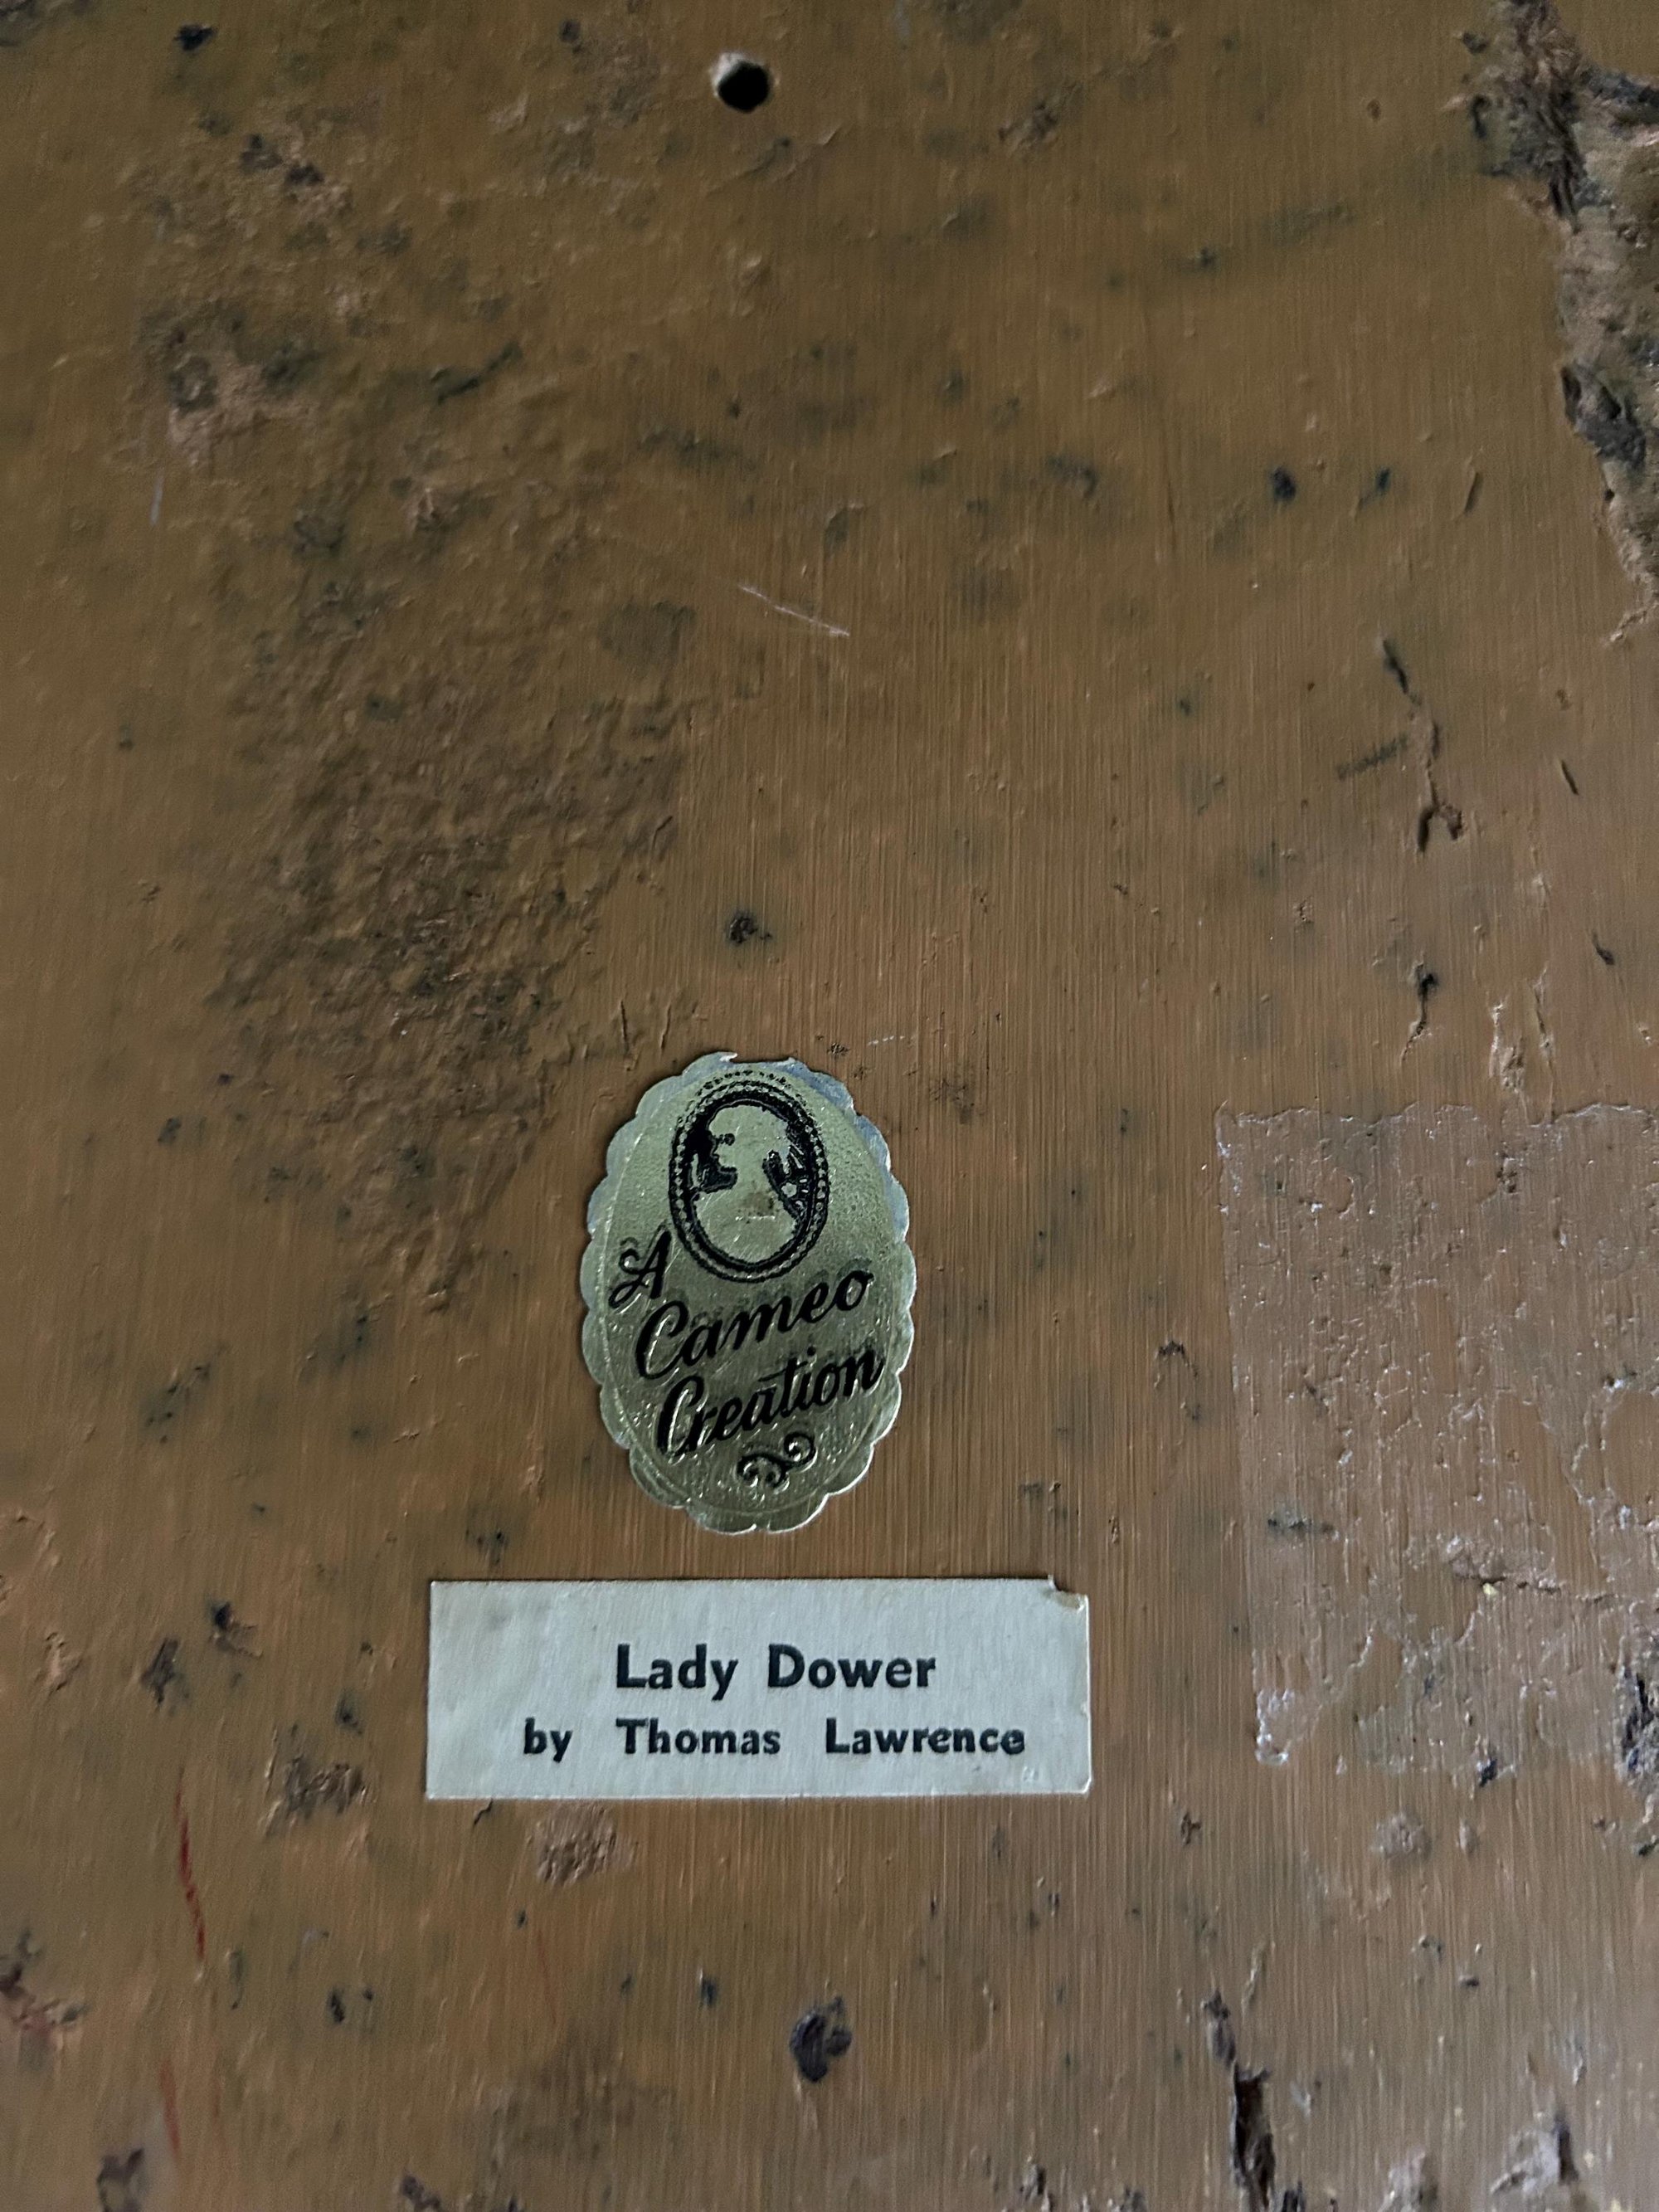 A
Cameo
Creation
Lady Dower
by Thomas Lawrence